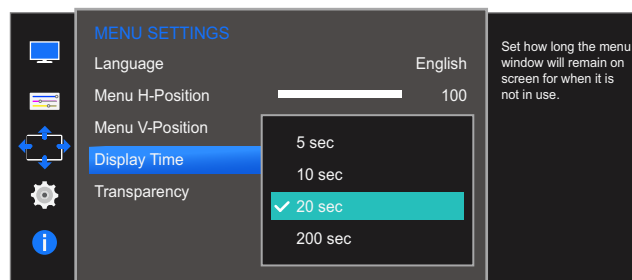 MENU SETTINGS
Language English
Menu H-Position 100
Menu V-Position
Display Time
Transparency
5 sec
10 sec
20 sec
200 sec
Set how long the menu
window will remain on
screen for when it is
not in use.